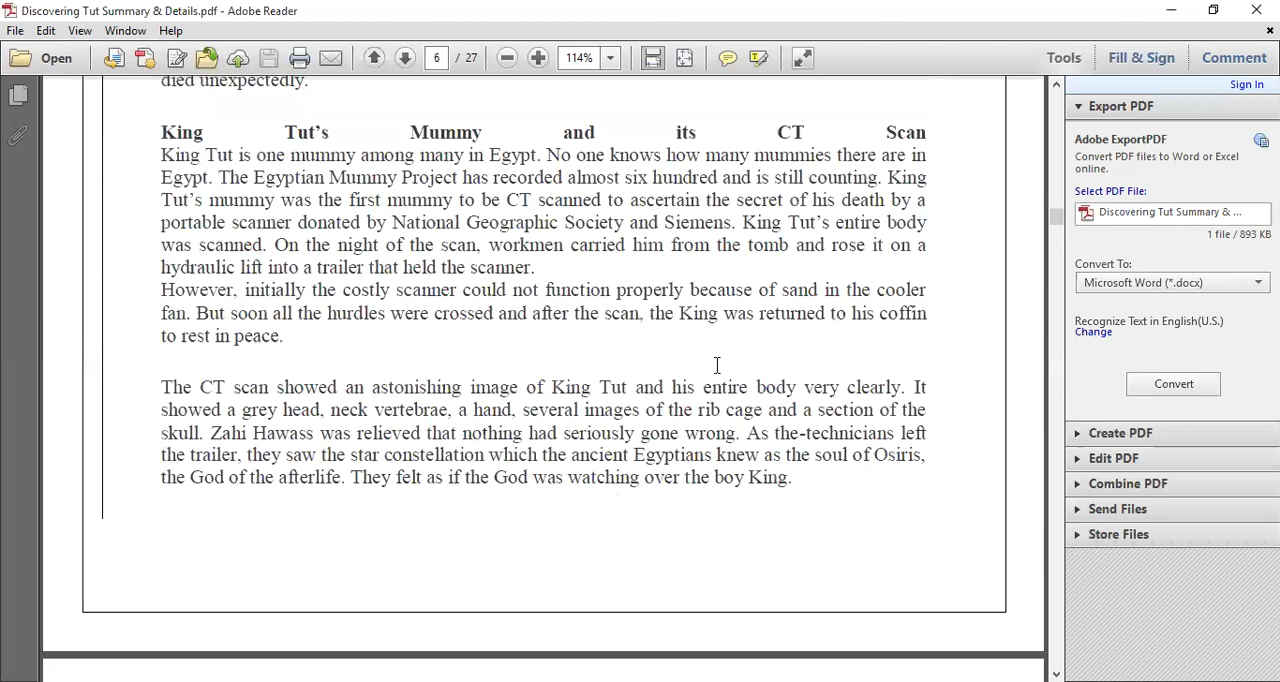 Discovering Tut Summary & Details.pdf - Adobe Reader
File Edit View Window Help
Open 6 / 27 114% Tools Fill & Sign Comment
Sign In
died unexpectedly.
King Tut's Mummy and its CT Scan
King Tut is one mummy among many in Egypt. No one knows how many mummies there are in
Egypt. The Egyptian Mummy Project has recorded almost six hundred and is still counting. King
Tut's mummy was the first mummy to be CT scanned to ascertain the secret of his death by a
portable scanner donated by National Geographic Society and Siemens. King Tut's entire body
was scanned. On the night of the scan, workmen carried him from the tomb and rose it on a
hydraulic lift into a trailer that held the scanner.
However, initially the costly scanner could not function properly because of sand in the cooler
fan. But soon all the hurdles were crossed and after the scan, the King was returned to his coffin
to rest in peace.
The CT scan showed an astonishing image of King Tut and his entire body very clearly. It
showed a grey head, neck vertebrae, a hand, several images of the rib cage and a section of the
skull. Zahi Hawass was relieved that nothing had seriously gone wrong. As the-technicians left
the trailer, they saw the star constellation which the ancient Egyptians knew as the soul of Osiris,
the God of the afterlife. They felt as if the God was watching over the boy King.
Export PDF
Adobe ExportPDF
Convert PDF files to Word or Excel
online.
Select PDF File:
Discovering Tut Summary & ...
1 file / 893 KB
Convert To:
Microsoft Word (*.docx)
Recognize Text in English(U.S.)
Change
Convert
Create PDF
Edit PDF
Combine PDF
Send Files
Store Files